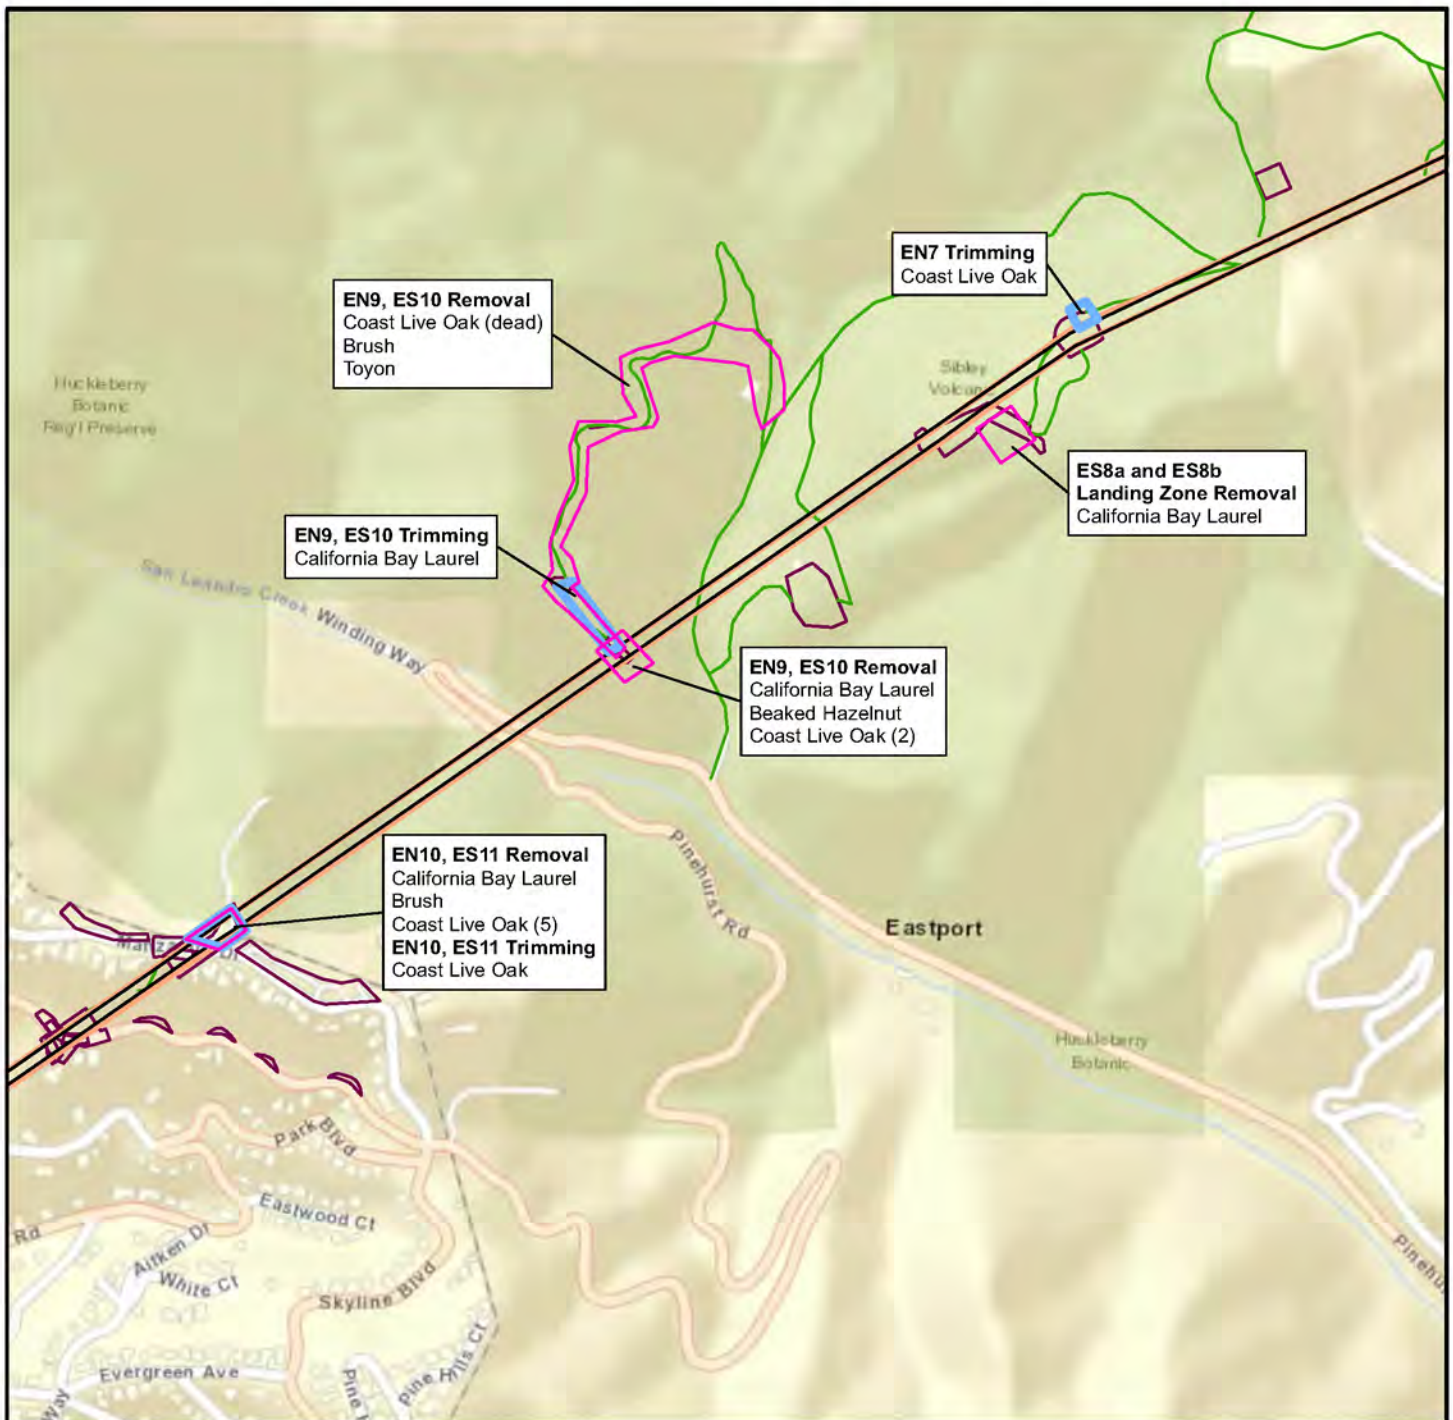 EN7 Trimming
Coast Live Oak
EN9, ES10 Removal
Coast Live Oak (dead)
Brush
Toyon
Huckleberry
Botanic
Reg'l Preserve
Sibley
Volcanic
ES8a and ES8b
Landing Zone Removal
California Bay Laurel
EN9, ES10 Trimming
California Bay Laurel
San Leandro Creek
Winding Way
EN9, ES10 Removal
California Bay Laurel
Beaked Hazelnut
Coast Live Oak (2)
EN10, ES11 Removal
California Bay Laurel
Brush
Coast Live Oak (5)
EN10, ES11 Trimming
Coast Live Oak
Pinehurst Rd
Eastport
Huckleberry
Botanic
Park Blvd
Eastwood Ct
Rd
Aitken Dr
White Ct
Skyline Blvd
Pinehu
Evergreen Ave
Pine Hills Ct
Pine
Way